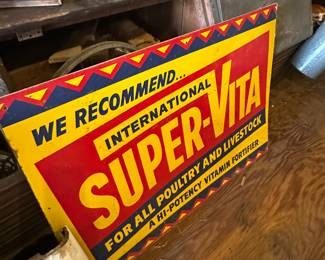 WE RECOMMEND...
INTERNATIONAL
SUPER-VITA
FOR ALL POULTRY AND LIVESTOCK
A HI-POTENCY VITAMIN FORTIFIER